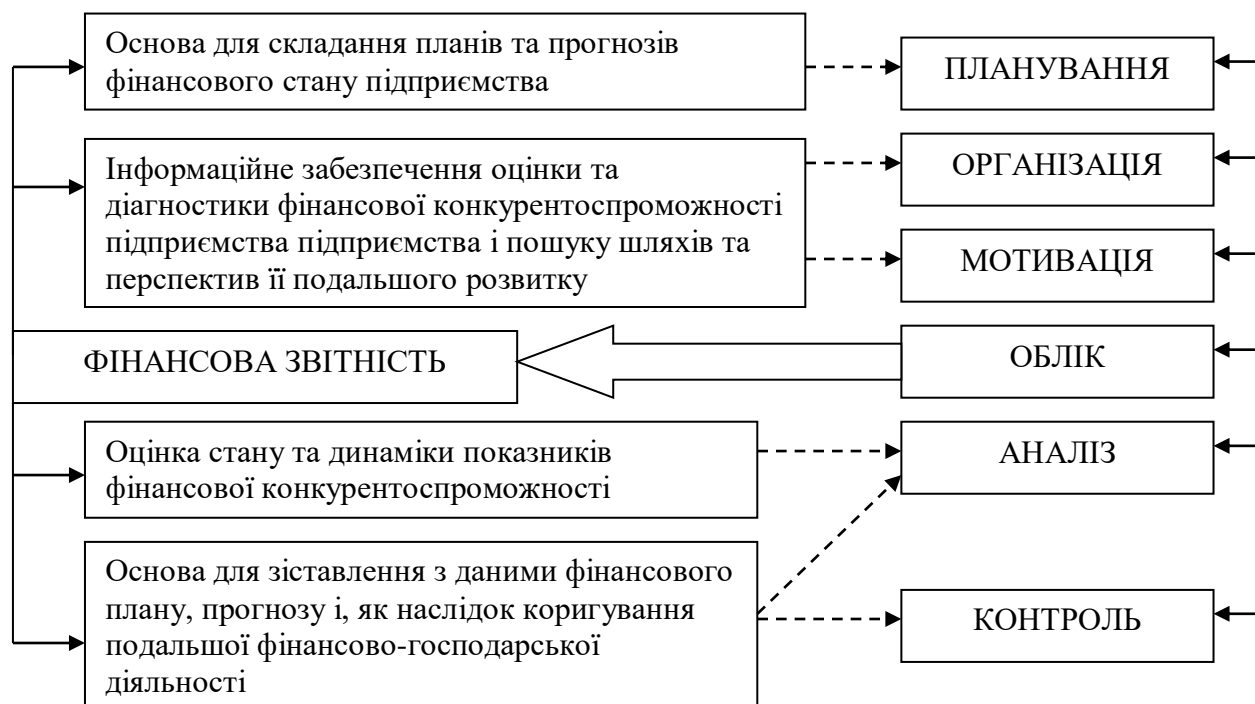 Основа для складання планів та прогнозів
фінансового стану підприємства
ПЛАНУВАННЯ
Інформаційне забезпечення оцінки та
діагностики фінансової конкурентоспроможності
підприємства підприємства і пошуку шляхів та
перспектив її подальшого розвитку
ОРГАНІЗАЦІЯ
МОТИВАЦІЯ
ФІНАНСОВА ЗВІТНІСТЬ
ОБЛІК
Оцінка стану та динаміки показників
фінансової конкурентоспроможності
АНАЛІЗ
Основа для зіставлення з даними фінансового
плану, прогнозу і, як наслідок коригування
подальшої фінансово-господарської
діяльності
КОНТРОЛЬ